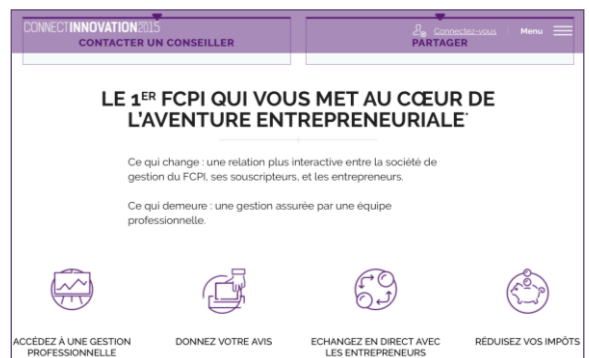 CONNECTINNOVATION2015
Connectez-vous
Menu
CONTACTER UN CONSEILLER
PARTAGER
LE 1ER FCPI QUI VOUS MET AU CŒUR DE
L'AVENTURE ENTREPRENEURIALE*
Ce qui change : une relation plus interactive entre la société de
gestion du FCPI, ses souscripteurs, et les entrepreneurs.
Ce qui demeure : une gestion assurée par une équipe
professionnelle.
ACCÉDEZ À UNE GESTION
PROFESSIONNELLE
DONNEZ VOTRE AVIS
ECHANGEZ EN DIRECT AVEC
LES ENTREPRENEURS
RÉDUISEZ VOS IMPÔTS